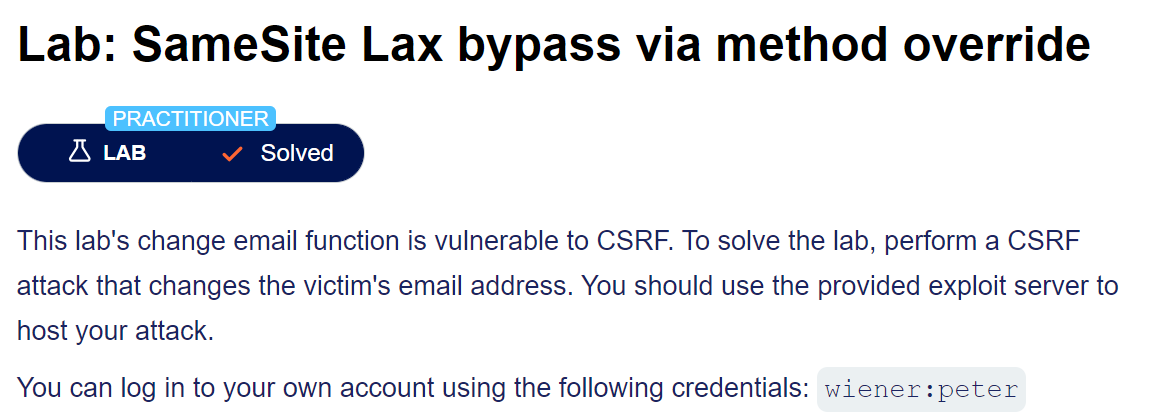 Lab: SameSite Lax bypass via method override
PRACTITIONER
LAB Solved
This lab's change email function is vulnerable to CSRF. To solve the lab, perform a CSRF
attack that changes the victim's email address. You should use the provided exploit server to
host your attack.
You can log in to your own account using the following credentials: wiener:peter